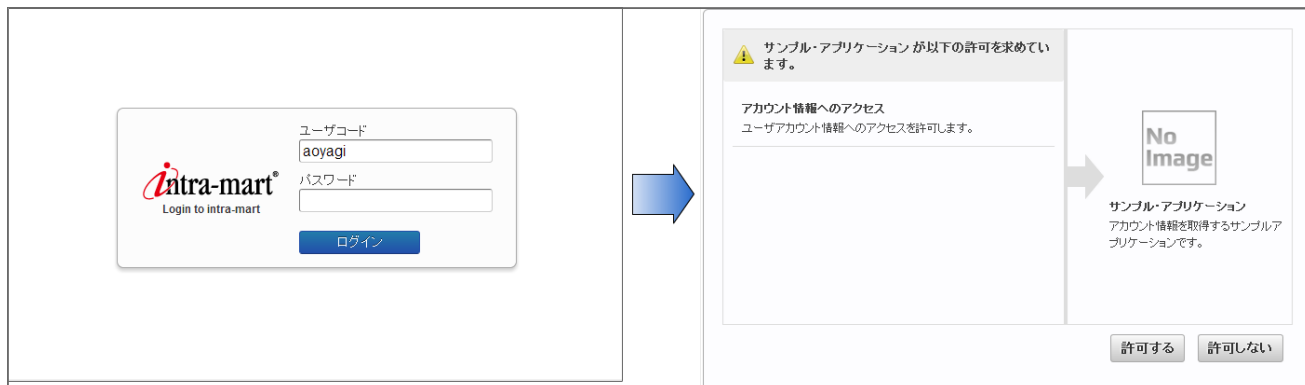 ユーザコード
aoyagi
intra-mart®
パスワード
Login to intra-mart
ログイン
サンプル・アプリケーション が以下の許可を求めてい
ます。
アカウント情報へのアクセス
ユーザアカウント情報へのアクセスを許可します。
No
Image
サンプル・アプリケーション
アカウント情報を取得するサンプルア
プリケーションです。
許可する
許可しない